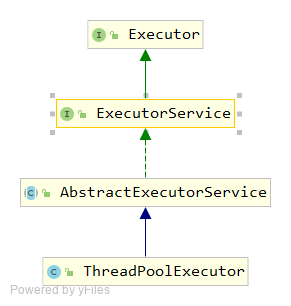 Executor
ExecutorService
AbstractExecutorService
ThreadPoolExecutor
Powered by yFiles